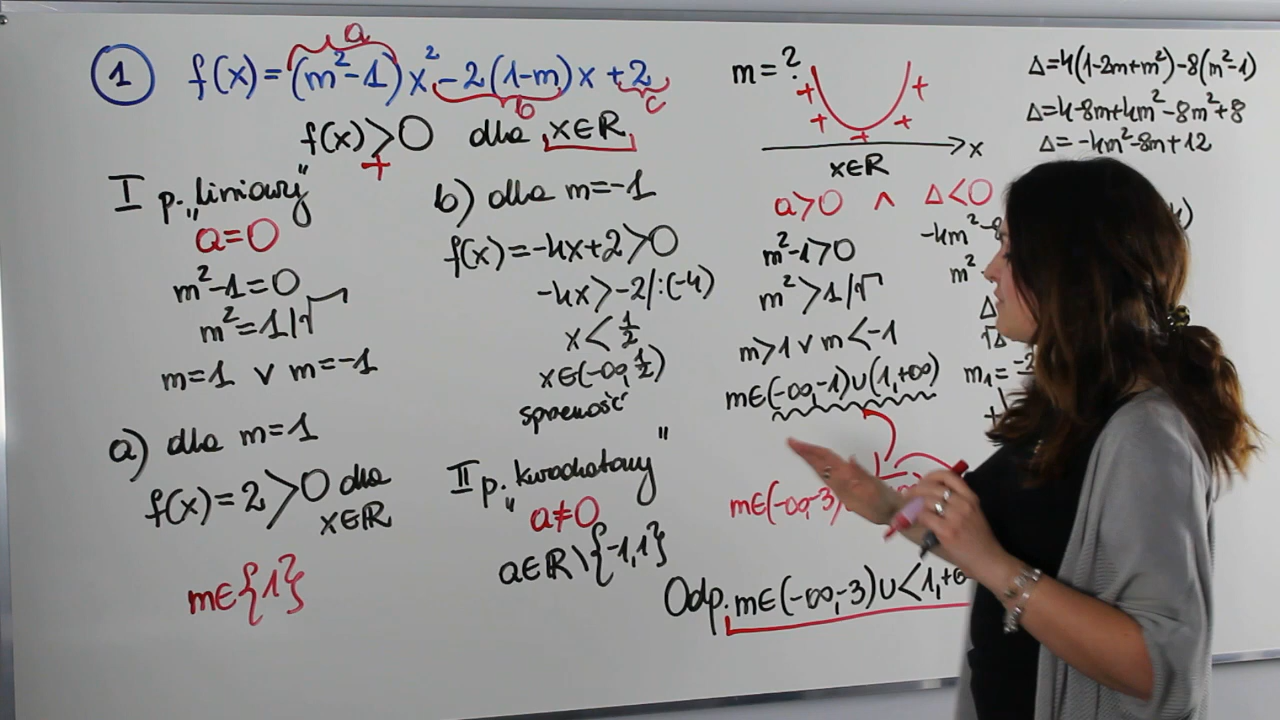 1 f(x)=(m²-1)x²-2(1-m)x+2
a
b
c
f(x)>0 dla x∈R
+
I p. „liniowy"
a=0
m²-1=0
m²=1/√
m=1 ∨ m=-1
a) dla m=1
f(x)=2>0 dla
x∈R
m∈{1}
b) dla m=-1
f(x)=-4x+2>0
-4x>-2/:(-4)
x<1/2
x∈(-∞,1/2)
sprzeczność
II p. „kwadratowy"
a≠0
a∈R\{-1,1}
m=?
+ + + + +
x
x∈R
a>0 ∧ Δ<0
m²-1>0
m²>1/√
m>1 ∨ m<-1
m∈(-∞,-1)∪(1,+∞)
m∈(-∞,-3)
Odp. m∈(-∞,-3)∪<1,+∞
Δ=4(1-2m+m²)-8(m²-1)
Δ=4-8m+4m²-8m²+8
Δ=-4m²-8m+12
-4m²-8
m²-
Δ
√Δ
m₁=-2